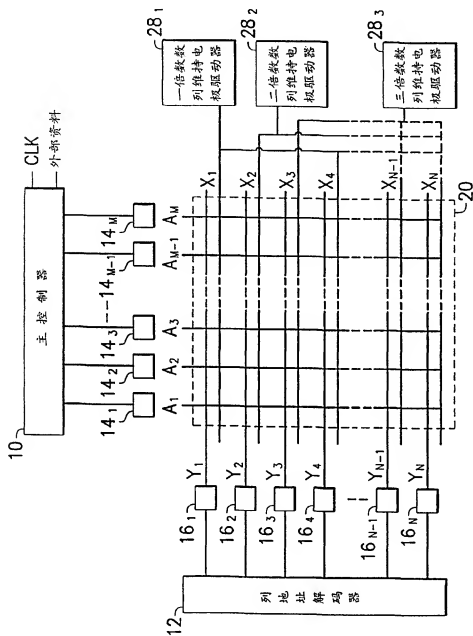 CLK
外部资料
10
主控制器
14₁ 14₂ 14₃ --- 14M-1 14M
A₁ A₂ A₃ AM-1 AM
28₁
一倍数数
列维持电
极驱动器
28₂
二倍数数
列维持电
极驱动器
28₃
三倍数数
列维持电
极驱动器
16₁ Y₁ X₁
16₂ Y₂ X₂
16₃ Y₃ X₃
16₄ Y₄ X₄
16N-1 YN-1 XN-1
16N YN XN
12
列地址解码器
20